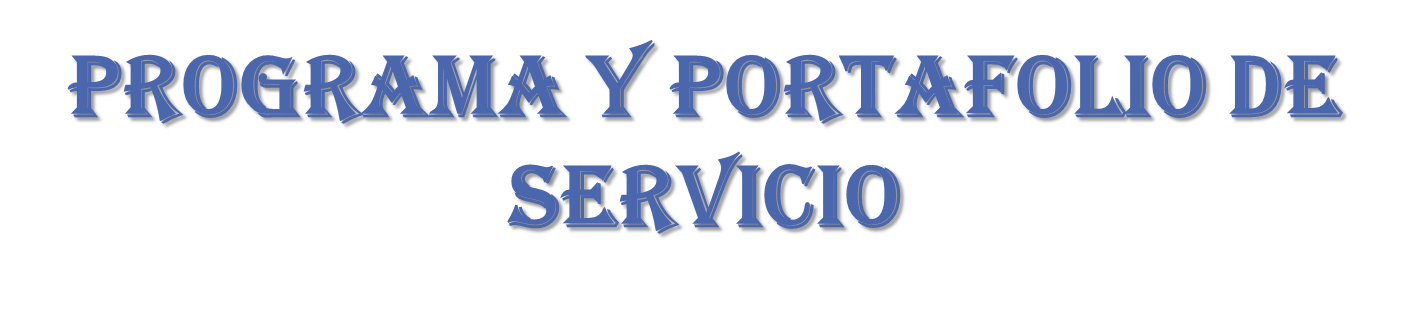 PROGRAMA Y PORTAFOLIO DE
SERVICIO